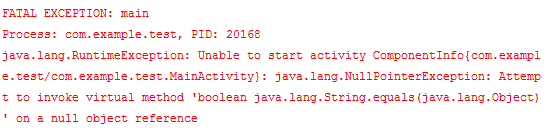 FATAL EXCEPTION: main
Process: com.example.test, PID: 20168
java.lang.RuntimeException: Unable to start activity ComponentInfo{com.exampl
e.test/com.example.test.MainActivity}: java.lang.NullPointerException: Attemp
t to invoke virtual method 'boolean java.lang.String.equals(java.lang.Object)
' on a null object reference